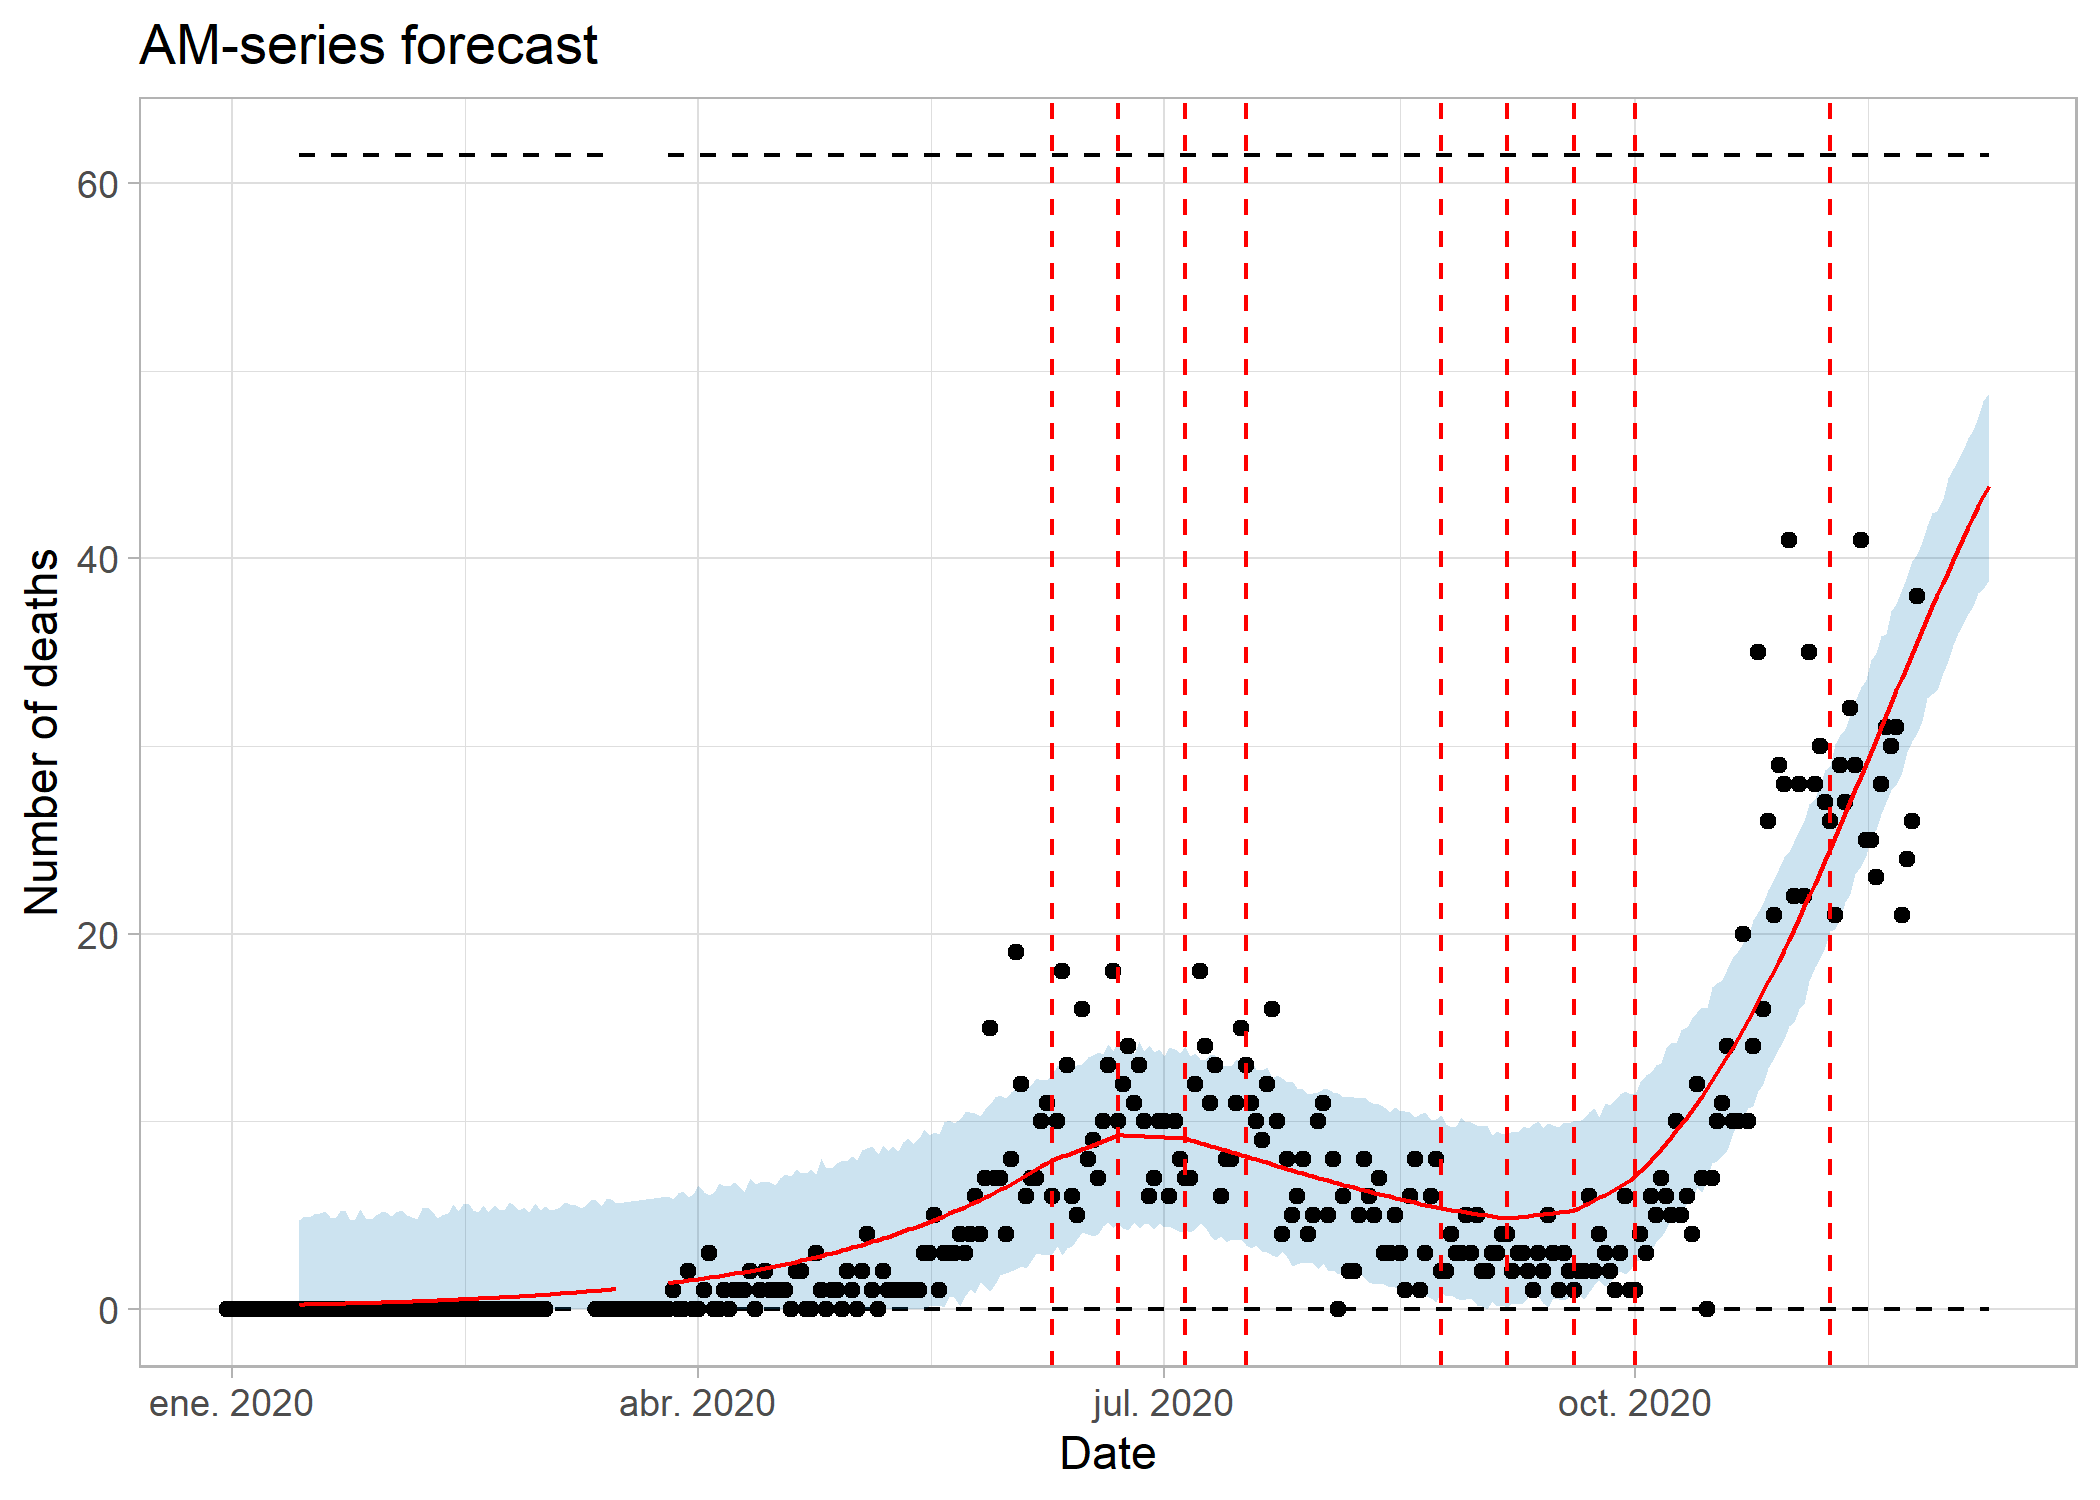 AM-series forecast
Number of deaths
60
40
20
0
ene. 2020
abr. 2020
jul. 2020
oct. 2020
Date